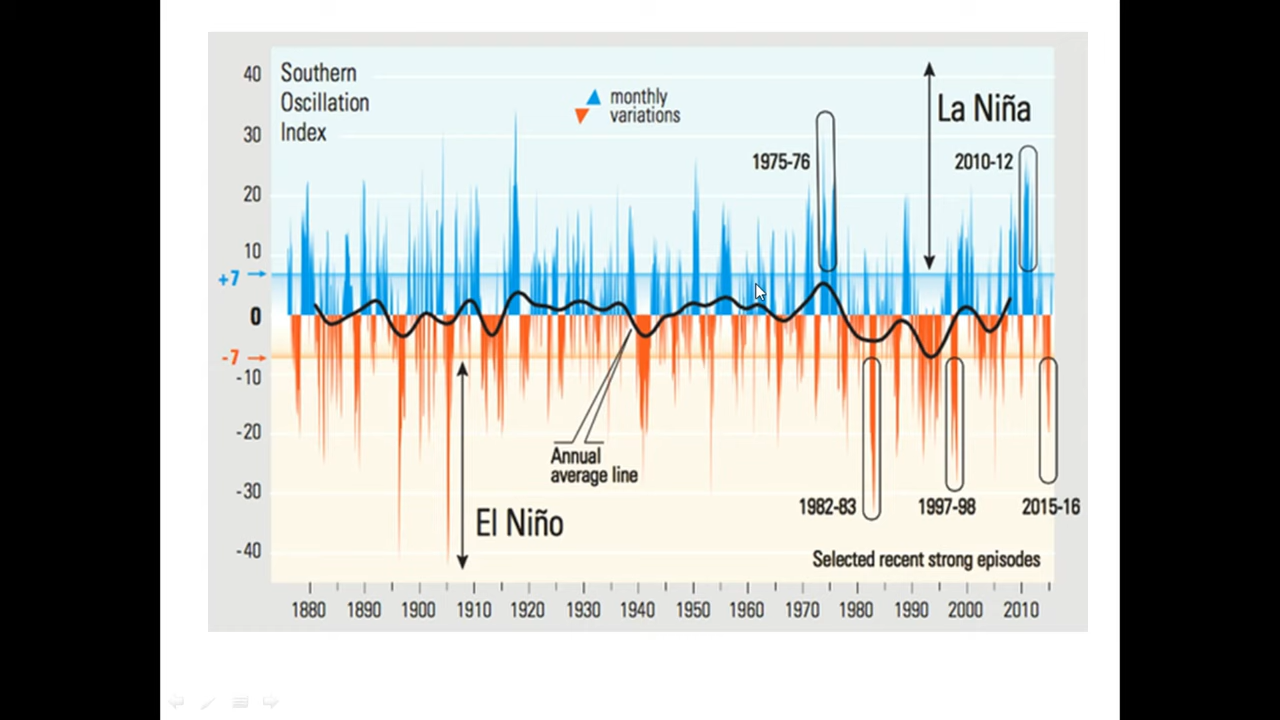 Southern
Oscillation
Index
monthly
variations
La Niña
1975-76
2010-12
40
30
20
10
+7
0
-7
-10
-20
-30
-40
Annual
average line
El Niño
1982-83
1997-98
2015-16
Selected recent strong episodes
1880 1890 1900 1910 1920 1930 1940 1950 1960 1970 1980 1990 2000 2010